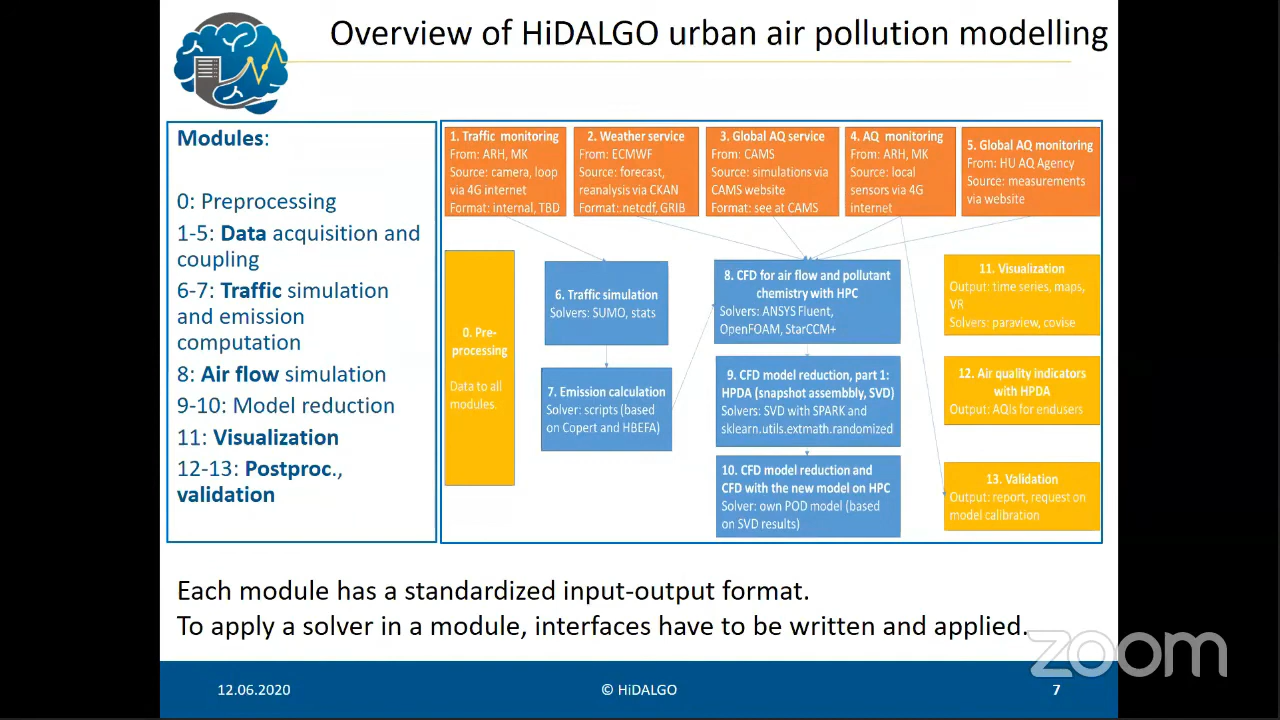 Overview of HiDALGO urban air pollution modelling
Modules:
0: Preprocessing
1-5: Data acquisition and
coupling
6-7: Traffic simulation
and emission
computation
8: Air flow simulation
9-10: Model reduction
11: Visualization
12-13: Postproc.,
validation
1. Traffic monitoring
From: ARH, MK
Source: camera, loop
via 4G internet
Format: internal, TBD
2. Weather service
From: ECMWF
Source: forecast,
reanalysis via CKAN
Format: netcdf, GRIB
3. Global AQ service
From: CAMS
Source: simulations via
CAMS website
Format: see at CAMS
4. AQ monitoring
From: ARH, MK
Source: local
sensors via 4G
internet
5. Global AQ monitoring
From: HU AQ Agency
Source: measurements
via website
0. Pre-
processing
Data to all
modules.
6. Traffic simulation
Solvers: SUMO, stats
7. Emission calculation
Solver: scripts (based
on Copert and HBEFA)
8. CFD for air flow and pollutant
chemistry with HPC
Solvers: ANSYS Fluent,
OpenFOAM, StarCCM+
9. CFD model reduction, part 1:
HPDA (snapshot assembly, SVD)
Solvers: SVD with SPARK and
sklearn.utils.extmath.randomized
10. CFD model reduction and
CFD with the new model on HPC
Solver: own POD model (based
on SVD results)
11. Visualization
Output: time series, maps,
VR
Solvers: paraview, covise
12. Air quality indicators
with HPDA
Output: AQIs for endusers
13. Validation
Output: report, request on
model calibration
Each module has a standardized input-output format.
To apply a solver in a module, interfaces have to be written and applied.
zoom
12.06.2020
© HiDALGO
7